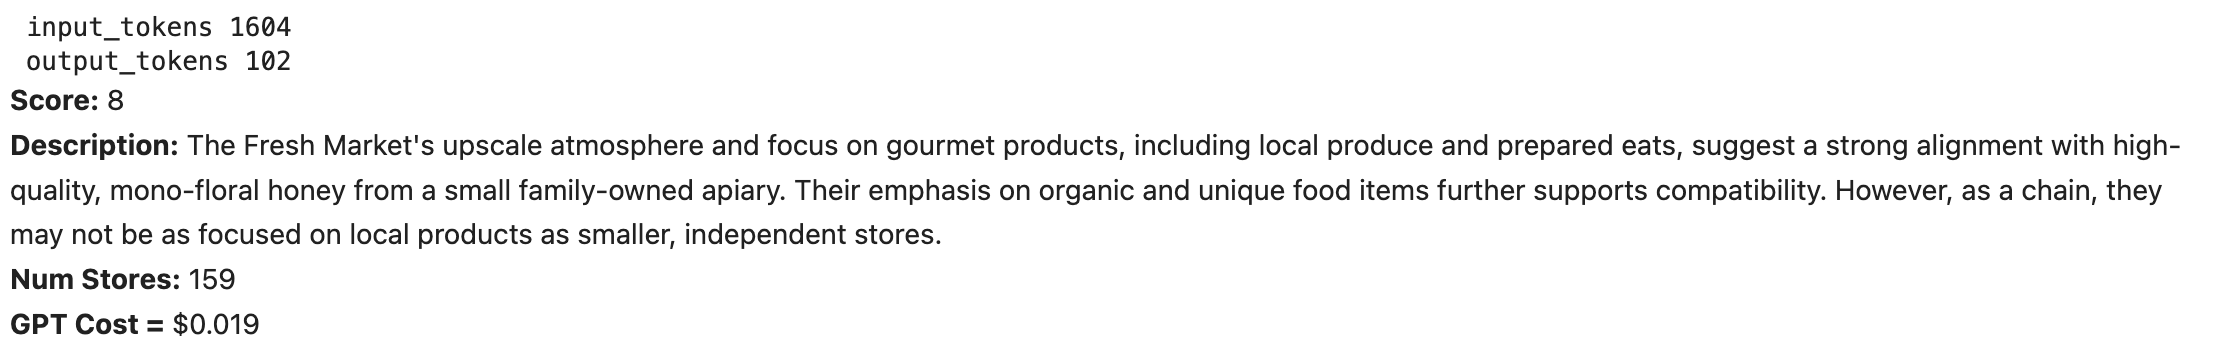 input_tokens 1604
output_tokens 102
Score: 8
Description: The Fresh Market's upscale atmosphere and focus on gourmet products, including local produce and prepared eats, suggest a strong alignment with high-
quality, mono-floral honey from a small family-owned apiary. Their emphasis on organic and unique food items further supports compatibility. However, as a chain, they
may not be as focused on local products as smaller, independent stores.
Num Stores: 159
GPT Cost = $0.019